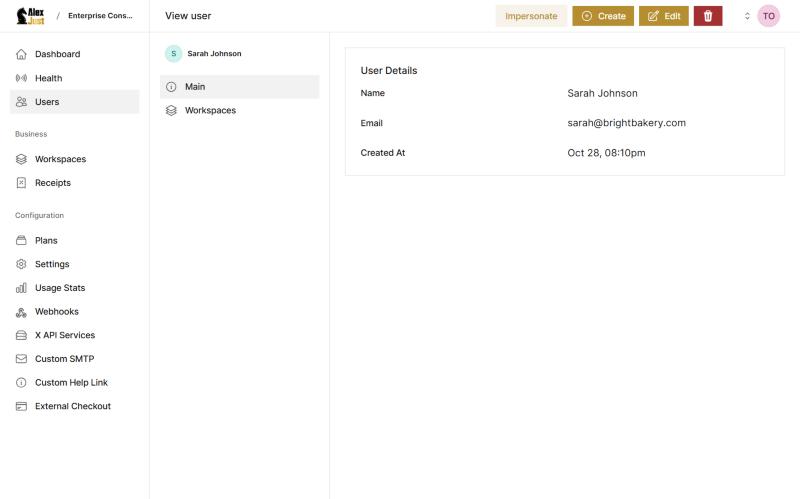 Alex
Just
/
Enterprise Cons...
View user
Impersonate
Create
Edit
TO
Dashboard
Health
Users
Business
Workspaces
Receipts
Configuration
Plans
Settings
Usage Stats
Webhooks
X API Services
Custom SMTP
Custom Help Link
External Checkout
S
Sarah Johnson
Main
Workspaces
User Details
Name Sarah Johnson
Email sarah@brightbakery.com
Created At Oct 28, 08:10pm